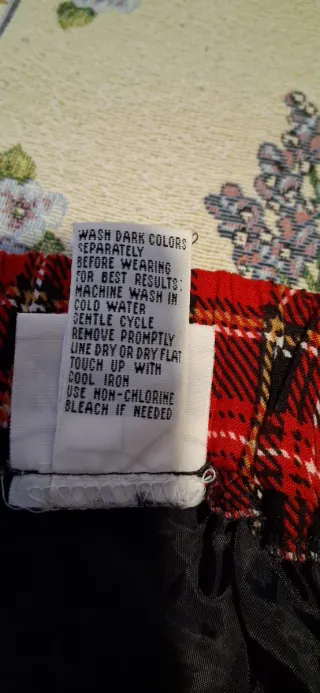 WASH DARK COLORS
SEPARATELY
BEFORE WEARING
FOR BEST RESULTS:
MACHINE WASH IN
COLD WATER
GENTLE CYCLE
REMOVE PROMPTLY
LINE DRY OR DRY FLAT
TOUCH UP WITH
COOL IRON
USE NON-CHLORINE
BLEACH IF NEEDED